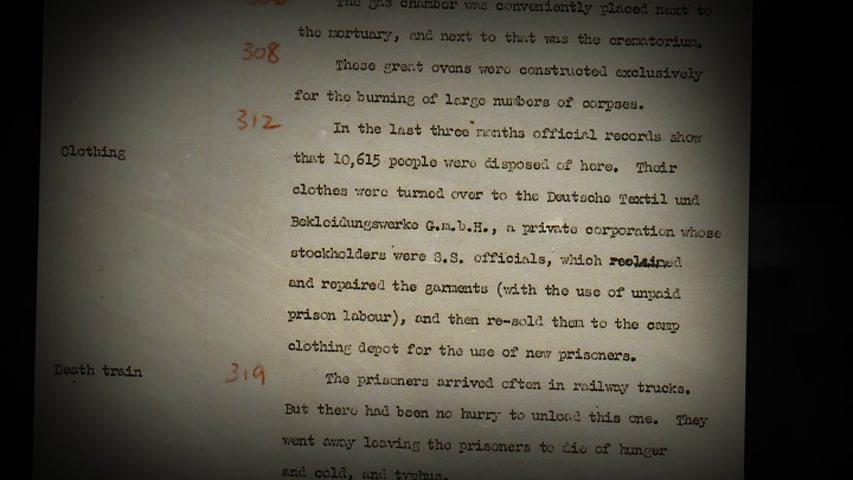 The gas chamber was conveniently placed next to
the mortuary, and next to that was the crematorium.
308
These great ovens were constructed exclusively
for the burning of large numbers of corpses.
312
In the last three months official records show
Clothing
that 10,615 people were disposed of here. Their
clothes were turned over to the Deutsche Textil und
Bekleidungswerke G.m.b.H., a private corporation whose
stockholders were S.S. officials, which reclaimed
and repaired the garments (with the use of unpaid
prison labour), and then re-sold them to the camp
clothing depot for the use of new prisoners.
Death train
319
The prisoners arrived often in railway trucks.
But there had been no hurry to unload this one. They
went away leaving the prisoners to die of hunger
and cold, and typhus.